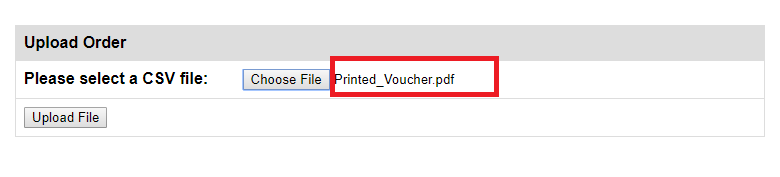 Upload Order
Please select a CSV file: Choose File Printed_Voucher.pdf
Upload File